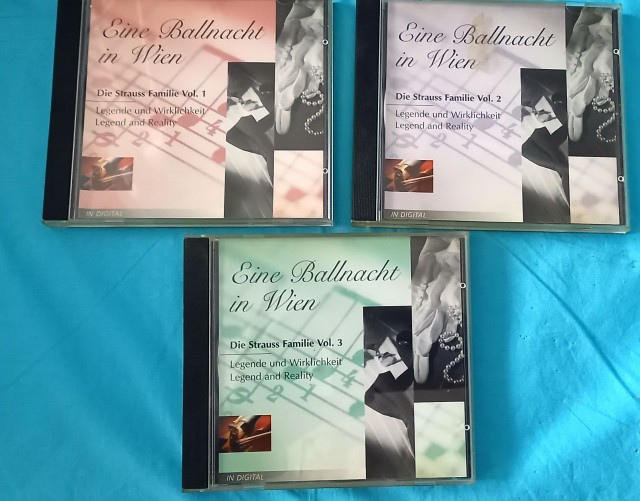 Eine Ballnacht
in Wien
Die Strauss Familie Vol. 1
Legende und Wirklichkeit
Legend and Reality
IN DIGITAL
Eine Ballnacht
in Wien
Die Strauss Familie Vol. 2
Legende und Wirklichkeit
Legend and Reality
IN DIGITAL
Eine Ballnacht
in Wien
Die Strauss Familie Vol. 3
Legende und Wirklichkeit
Legend and Reality
IN DIGITAL